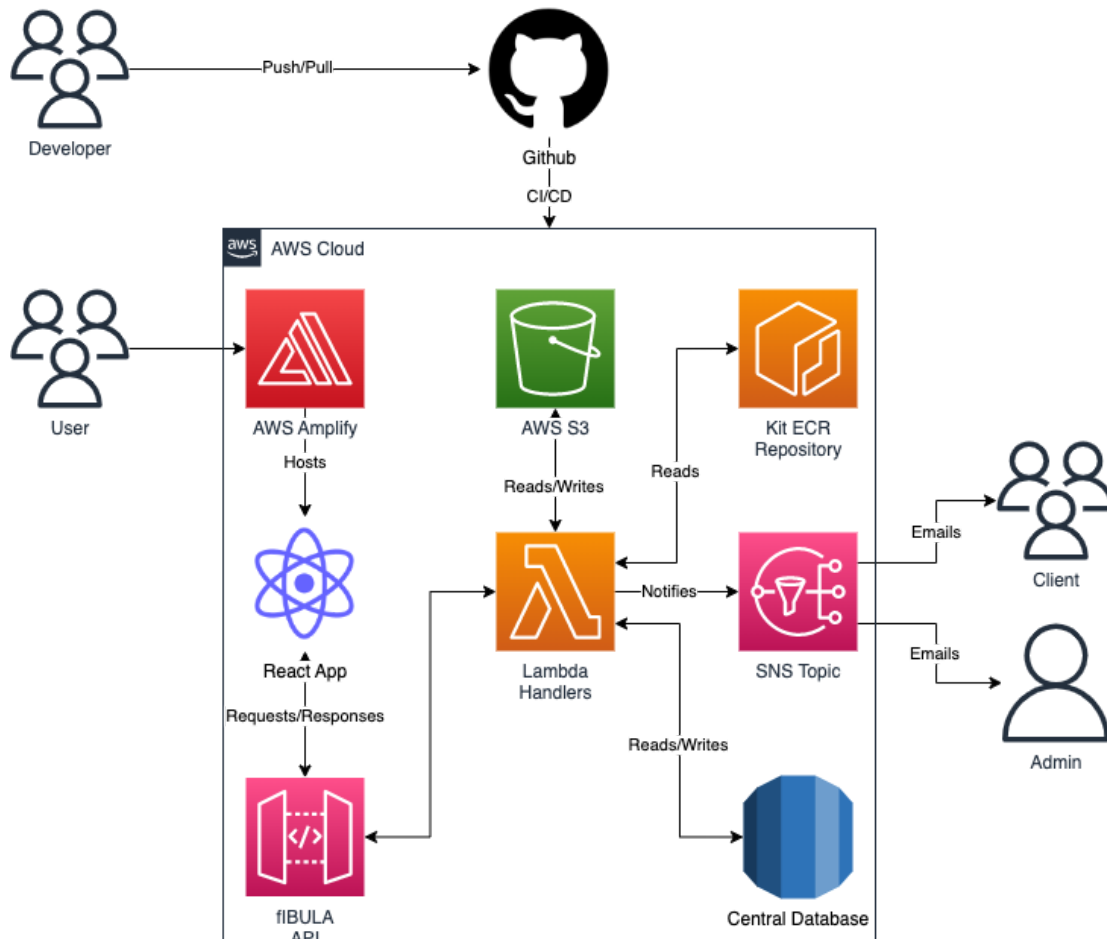 Push/Pull
Developer
Github
CI/CD
aws
AWS Cloud
User
AWS Amplify
AWS S3
Kit ECR
Repository
Hosts
Reads
Reads/Writes
Emails
Client
Notifies
React App
Lambda
Handlers
SNS Topic
Emails
Requests/Responses
Reads/Writes
Admin
</>
fIBULA
API
Central Database